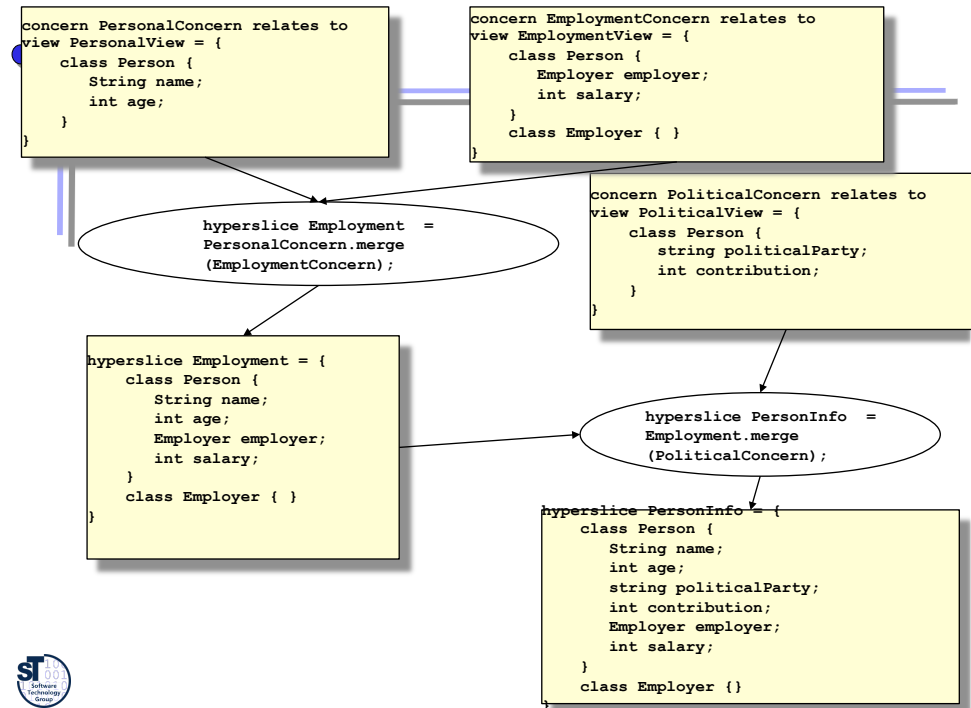 concern PersonalConcern relates to
view PersonalView = {
class Person {
String name;
int age;
}
}
concern EmploymentConcern relates to
view EmploymentView = {
class Person {
Employer employer;
int salary;
}
class Employer { }
}
concern PoliticalConcern relates to
view PoliticalView = {
class Person {
string politicalParty;
int contribution;
}
}
hyperslice Employment =
PersonalConcern.merge
(EmploymentConcern);
hyperslice Employment = {
class Person {
String name;
int age;
Employer employer;
int salary;
}
class Employer { }
}
hyperslice PersonInfo =
Employment.merge
(PoliticalConcern);
hyperslice PersonInfo = {
class Person {
String name;
int age;
string politicalParty;
int contribution;
Employer employer;
int salary;
}
class Employer {}
}
ST
Software
Technology
Group